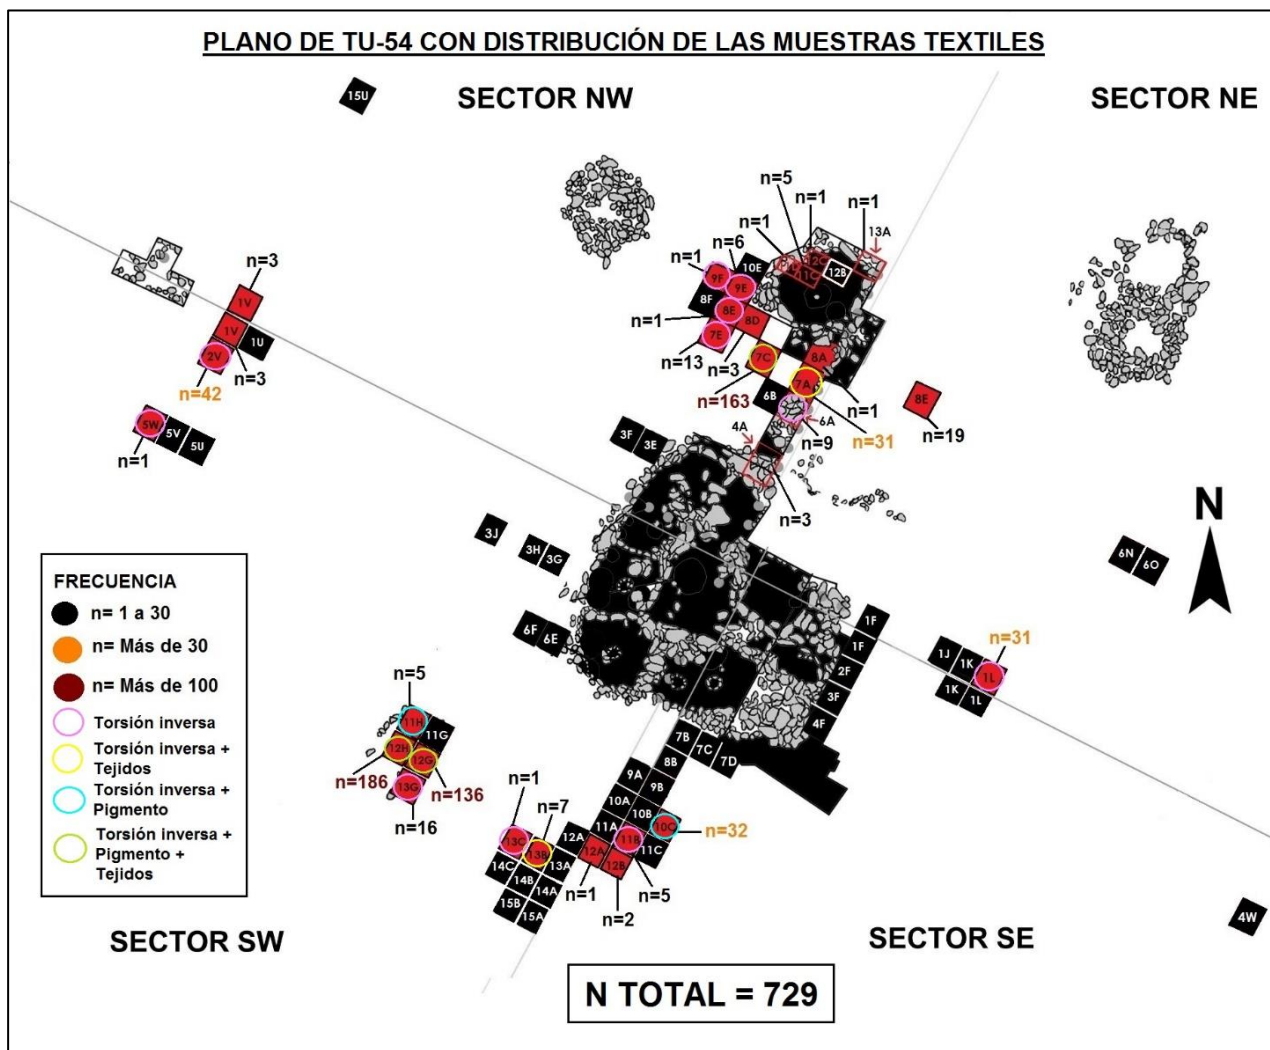 PLANO DE TU-54 CON DISTRIBUCIÓN DE LAS MUESTRAS TEXTILES
15U
SECTOR NW
SECTOR NE
n=5
n=1
n=1
n=1
13A
n=6
n=1
n=1
10E
12C
11C
12B
9F
9E
8F
8E
8D
7E
n=1
n=13
n=3
7C
8A
7A
n=163
6B
n=1
8E
n=19
n=31
6A
n=9
4A
n=3
n=3
1V
1V
1U
2V
n=3
n=42
5W
5V
5U
n=1
3F
3E
3J
3H
3G
N
6N
6O
6F
6E
1F
1F
2F
3F
4F
n=31
1J
1K
1L
1K
1L
FRECUENCIA
n= 1 a 30
n= Más de 30
n= Más de 100
Torsión inversa
Torsión inversa +
Tejidos
Torsión inversa +
Pigmento
Torsión inversa +
Pigmento +
Tejidos
n=5
11H
11G
12H
12G
13G
n=186
n=136
n=16
7B
7C
7D
8B
9A
9B
10A
10B
10C
n=32
11A
11B
11C
12A
12A
12B
n=1
n=7
13C
13B
13A
14C
14B
14A
15B
15A
n=1
n=2
n=5
4W
SECTOR SW
SECTOR SE
N TOTAL = 729